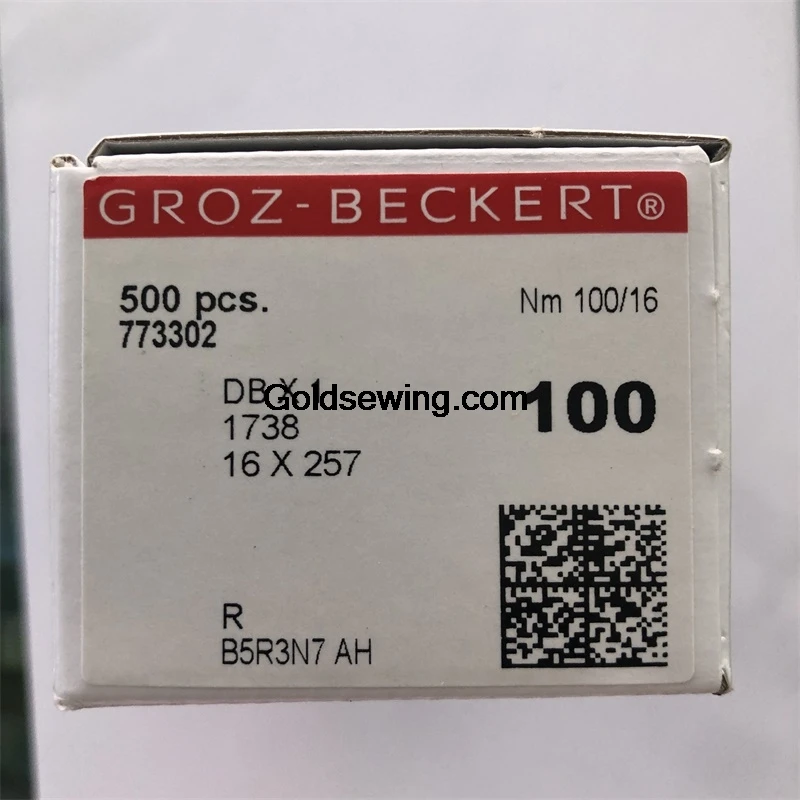 GROZ-BECKERT®
500 pcs.
Nm 100/16
773302
DB X 1
Goldsewing.com
100
1738
16 X 257
R
B5R3N7 AH